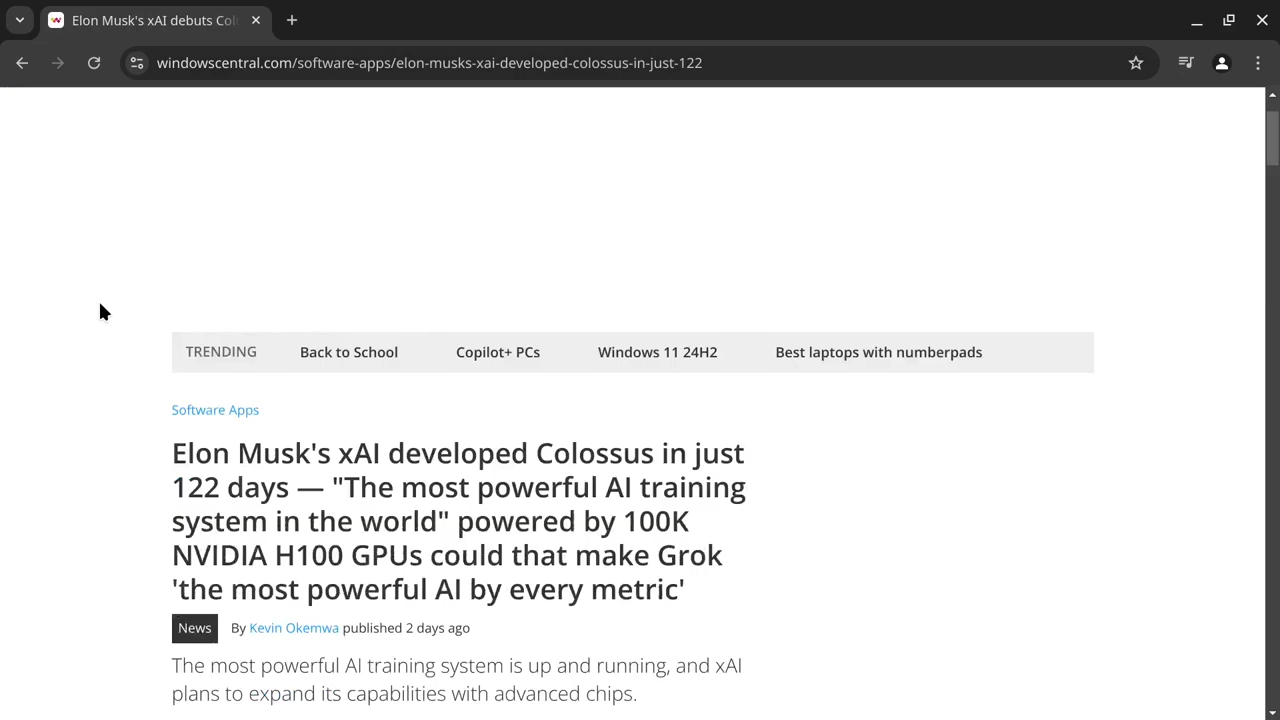 Elon Musk's xAI debuts Col
windowscentral.com/software-apps/elon-musks-xai-developed-colossus-in-just-122
TRENDING Back to School Copilot+ PCs Windows 11 24H2 Best laptops with numberpads
Software Apps
Elon Musk's xAI developed Colossus in just
122 days — "The most powerful AI training
system in the world" powered by 100K
NVIDIA H100 GPUs could that make Grok
'the most powerful AI by every metric'
News By Kevin Okemwa published 2 days ago
The most powerful AI training system is up and running, and xAI
plans to expand its capabilities with advanced chips.